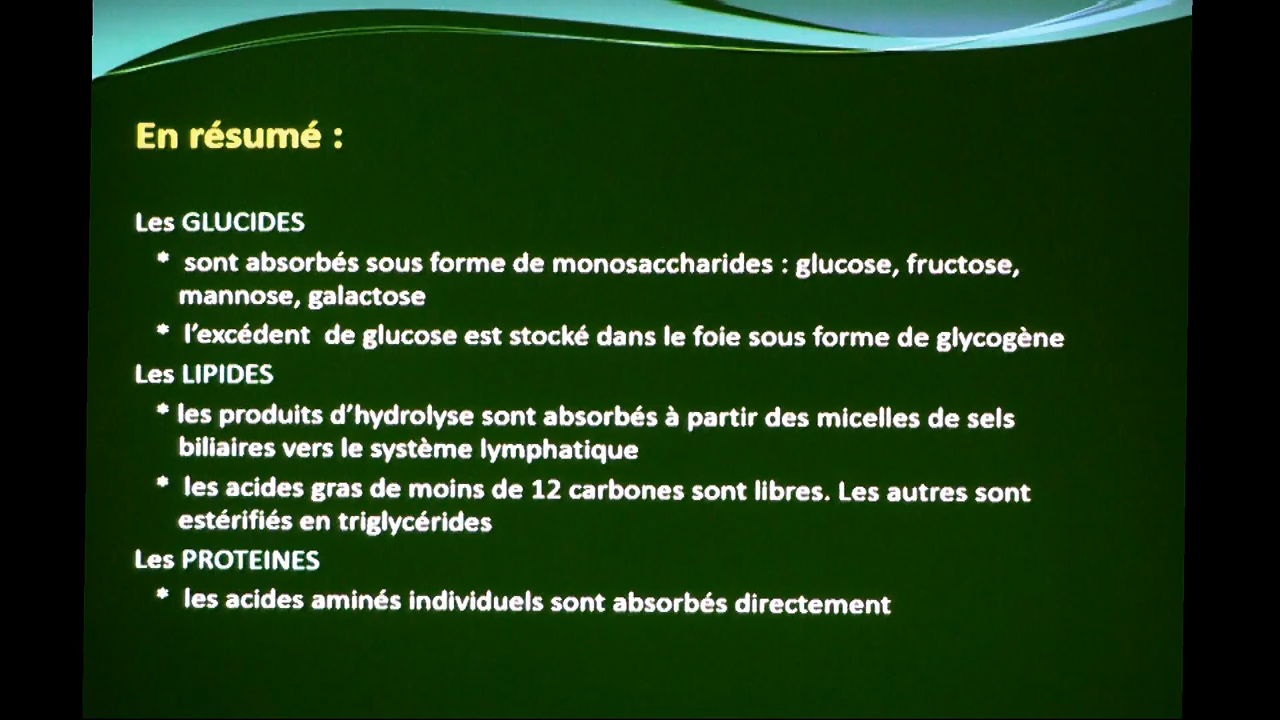 En résumé :
Les GLUCIDES
* sont absorbés sous forme de monosaccharides : glucose, fructose,
mannose, galactose
* l’excédent de glucose est stocké dans le foie sous forme de glycogène
Les LIPIDES
* les produits d’hydrolyse sont absorbés à partir des micelles de sels
biliaires vers le système lymphatique
* les acides gras de moins de 12 carbones sont libres. Les autres sont
estérifiés en triglycérides
Les PROTEINES
* les acides aminés individuels sont absorbés directement